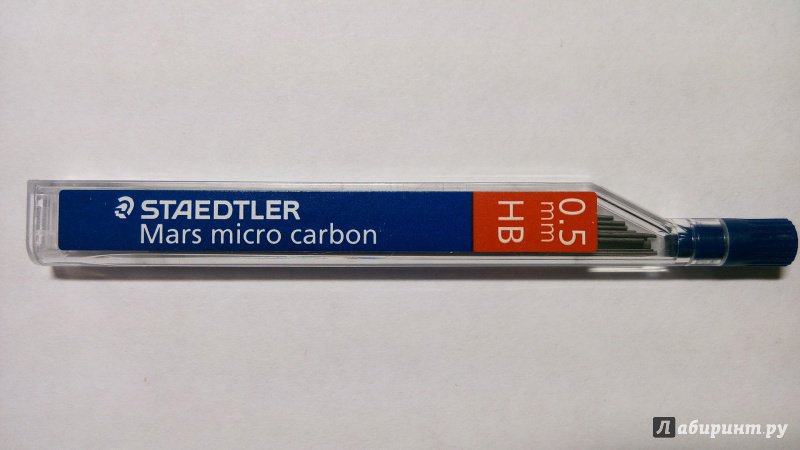 STAEDTLER
Mars micro carbon
0.5
mm
HB
Лабиринт.ру